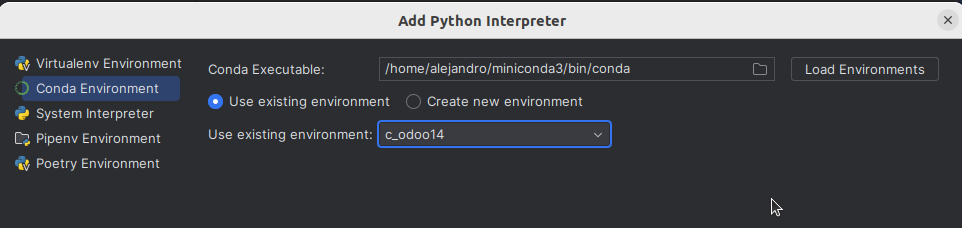 Add Python Interpreter
Virtualenv Environment
Conda Environment
System Interpreter
Pipenv Environment
Poetry Environment
Conda Executable: /home/alejandro/miniconda3/bin/conda Load Environments
Use existing environment Create new environment
Use existing environment: c_odoo14